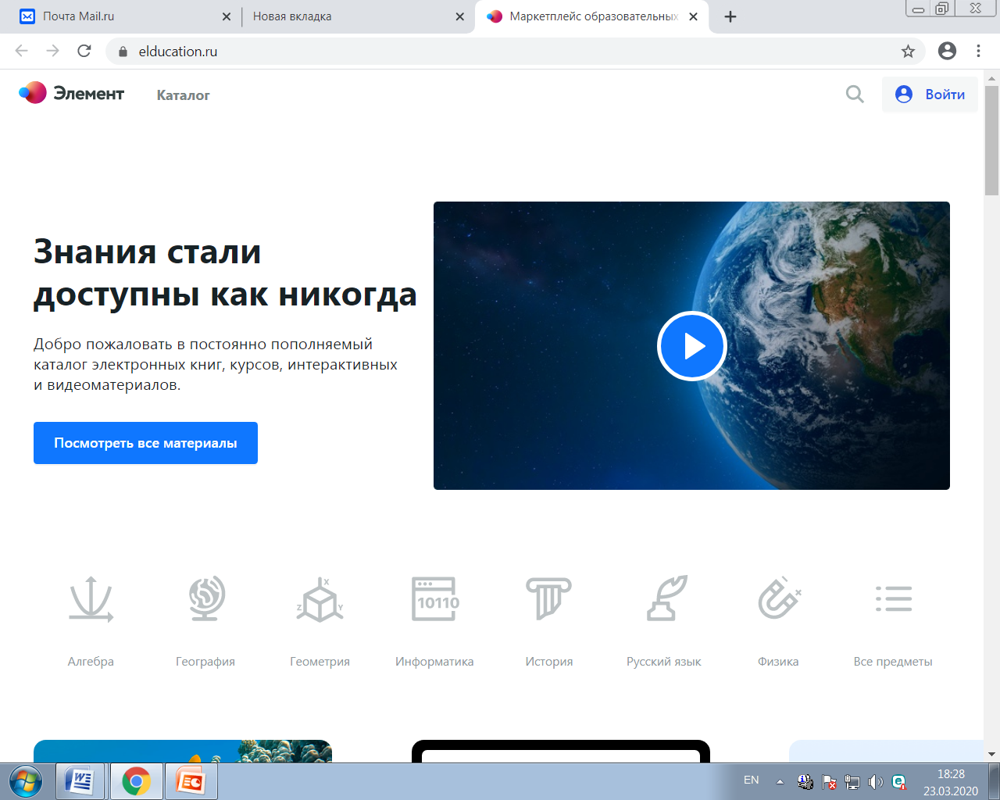 Почта Mail.ru
Новая вкладка
Маркетплейс образовательных
elducation.ru
Элемент
Каталог
Войти
Знания стали
доступны как никогда
Добро пожаловать в постоянно пополняемый
каталог электронных книг, курсов, интерактивных
и видеоматериалов.
Посмотреть все материалы
X
Z
Y
10110
Алгебра
География
Геометрия
Информатика
История
Русский язык
Физика
Все предметы
EN
18:28
23.03.2020